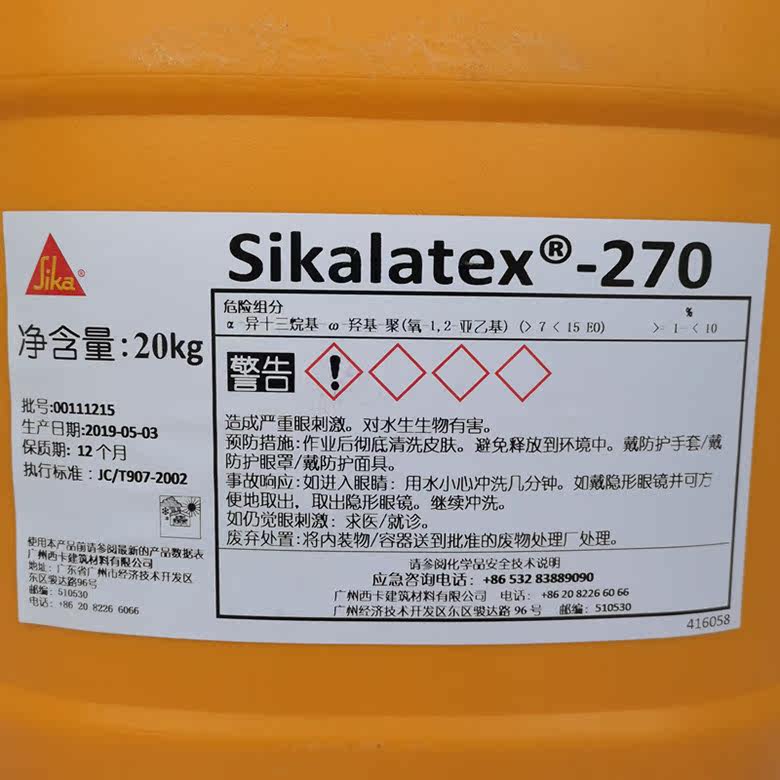 Sika®
Sikalatex®-270
净含量:20kg
批号:00111215
生产日期:2019-05-03
保质期: 12 个月
执行标准: JC/T907-2002
使用本产品前请参阅最新的产品数据表
广州西卡建筑材料有限公司
地址: 广东省广州市经济技术开发区
东区骏达路96号
邮编: 510530
电话: +86 20 8226 6066
危险组分
%
α-异十三烷基-ω-羟基-聚(氧-1,2-亚乙基) (> 7 < 15 EO) >= 1 - < 10
警告
造成严重眼刺激。对水生生物有害。
预防措施:作业后彻底清洗皮肤。避免释放到环境中。戴防护手套/戴
防护眼罩/戴防护面具。
事故响应: 如进入眼睛: 用水小心冲洗几分钟。如戴隐形眼镜并可方
便地取出,取出隐形眼镜。继续冲洗。
如仍觉眼刺激: 求医/就诊。
废弃处置: 将内装物/容器送到批准的废物处理厂处理。
请参阅化学品安全技术说明
应急咨询电话: +86 532 83889090
广州西卡建筑材料有限公司 电话: +86 20 8226 60 66
广州经济技术开发区东区骏达路 96 号 邮编: 510530
416058